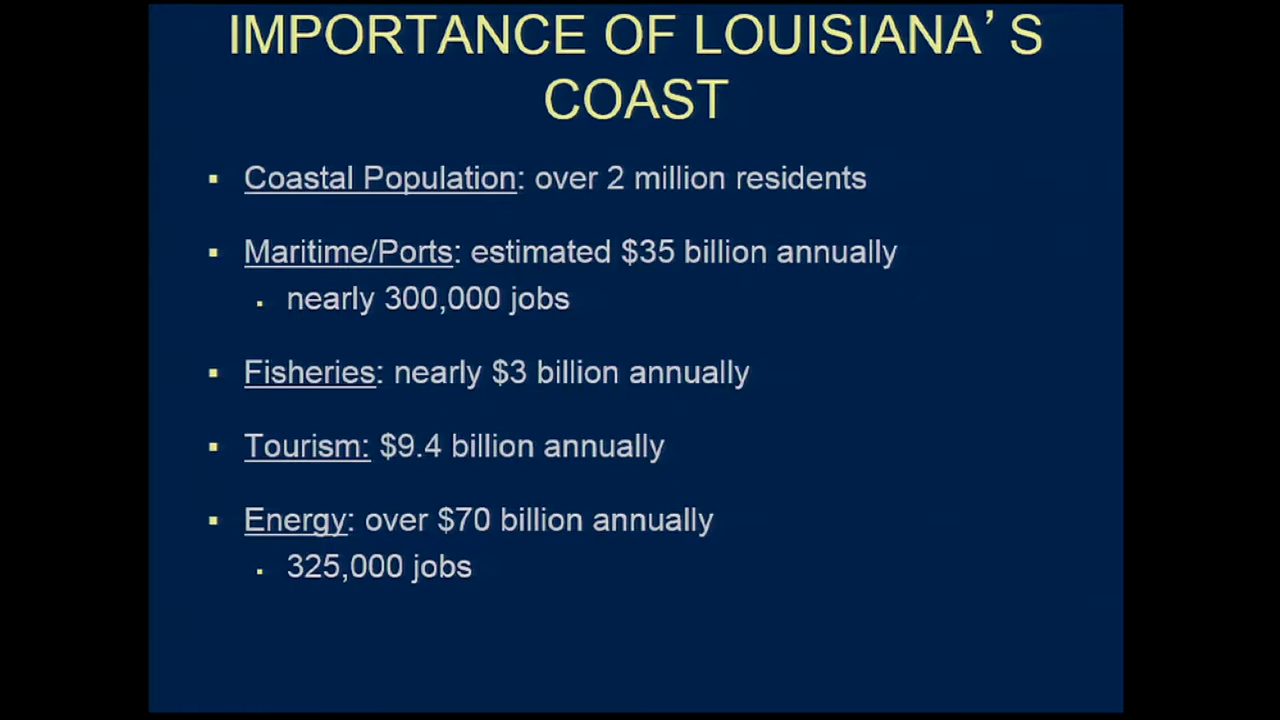 IMPORTANCE OF LOUISIANA’S
COAST
Coastal Population: over 2 million residents
Maritime/Ports: estimated $35 billion annually
nearly 300,000 jobs
Fisheries: nearly $3 billion annually
Tourism: $9.4 billion annually
Energy: over $70 billion annually
325,000 jobs